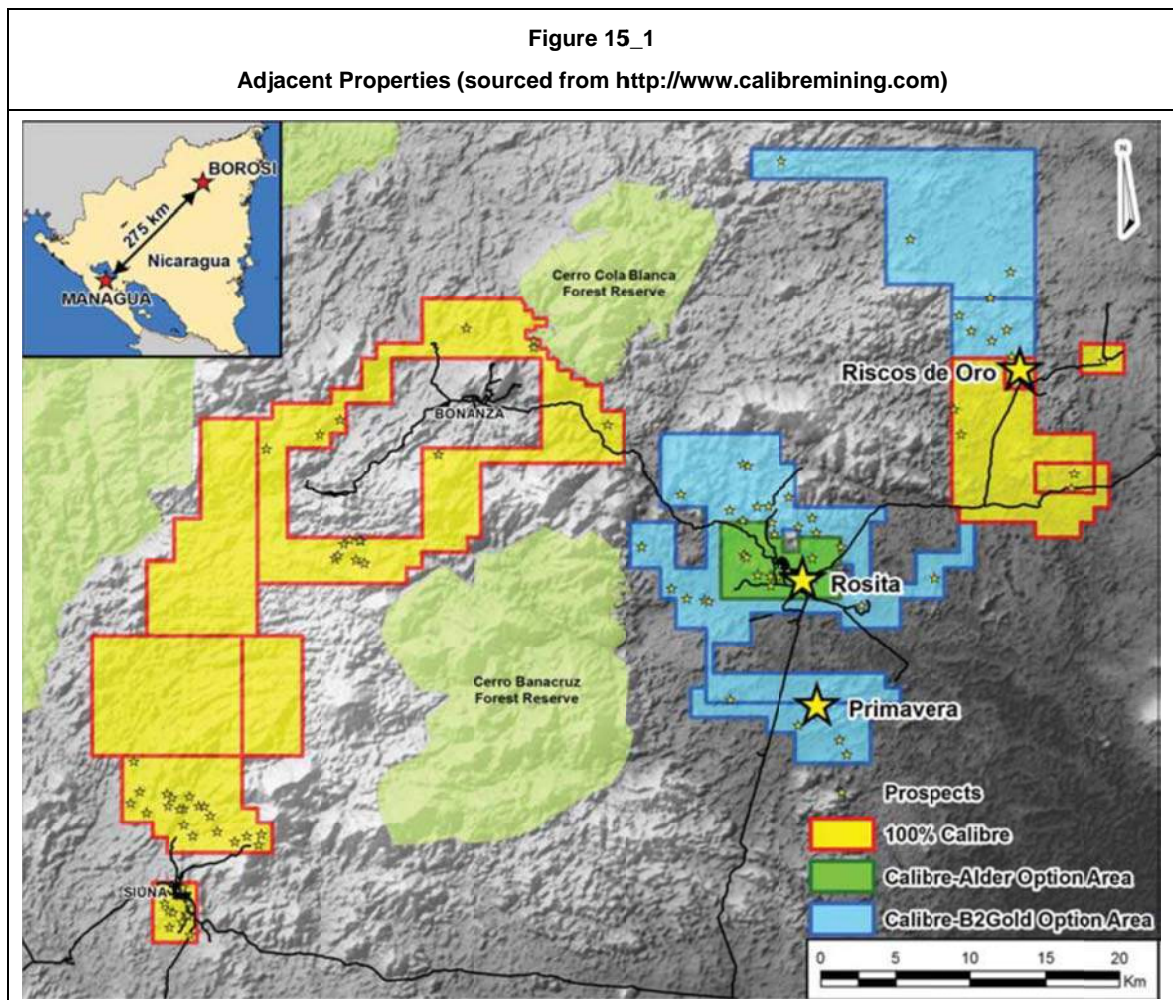 Figure 15_1
Adjacent Properties (sourced from http://www.calibremining.com)
BOROSI
275 km
Nicaragua
MANAGUA
N
Cerro Cola Blanca
Forest Reserve
Riscos de Oro
BONANZA
Rosita
Cerro Banacruz
Forest Reserve
Primavera
Prospects
100% Calibre
Calibre-Alder Option Area
SIUNA
Calibre-B2Gold Option Area
0 5 10 15 20
Km